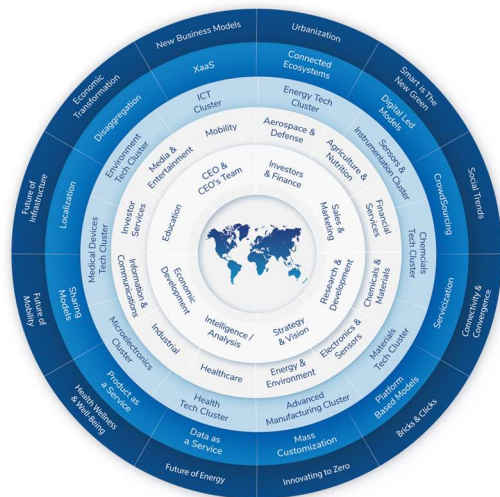 New Business Models
Urbanization
Smart is The
New Green
Social Trends
Connectivity &
Convergence
Bricks & Clicks
Innovating to Zero
Future of Energy
Health Wellness
& Well-Being
Future of
Mobility
Future of
Infrastructure
Economic
Transformation
XaaS
Connected
Ecosystems
Digital Led
Models
CrowdSourcing
Servicization
Platform
Based Models
Mass
Customization
Data as
a Service
Product as
a Service
Sharing
Models
Localization
Disaggregation
ICT
Cluster
Energy Tech
Cluster
Sensors &
Instrumentation Cluster
Chemcials
Tech Cluster
Materials
Tech Cluster
Advanced
Manufacturing Cluster
Health
Tech Cluster
Microelectronics
Cluster
Medical Devices
Tech Cluster
Environment
Tech Cluster
Mobility
Aerospace &
Defense
Agriculture &
Nutrition
Financial
Services
Chemicals &
Materials
Electronics &
Sensors
Energy &
Environment
Healthcare
Industrial
Information &
Communications
Investor
Services
Education
Media &
Entertainment
CEO &
CEO's Team
Investors
& Finance
Sales &
Marketing
Research &
Development
Strategy
& Vision
Intelligence /
Analysis
Economic
Development